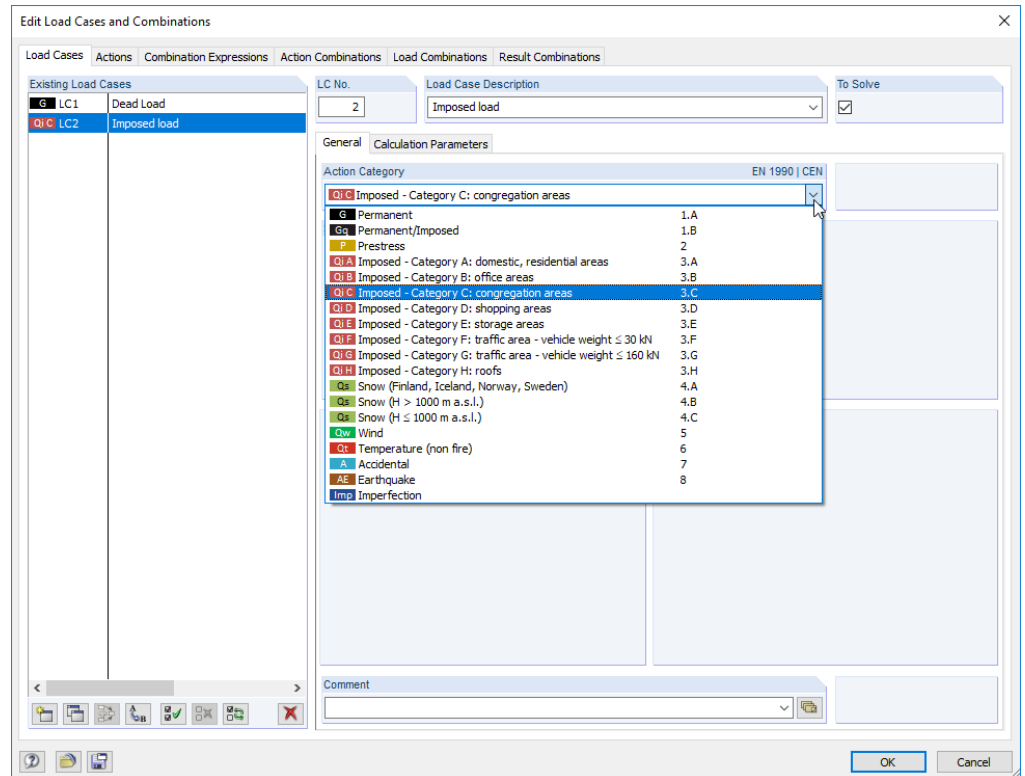 Edit Load Cases and Combinations
Load Cases Actions Combination Expressions Action Combinations Load Combinations Result Combinations
Existing Load Cases
G LC1 Dead Load
Qi C LC2 Imposed load
LC No.
2
Load Case Description
Imposed load
To Solve
General Calculation Parameters
Action Category EN 1990 | CEN
Qi C Imposed - Category C: congregation areas
G Permanent 1.A
Gq Permanent/Imposed 1.B
P Prestress 2
Qi A Imposed - Category A: domestic, residential areas 3.A
Qi B Imposed - Category B: office areas 3.B
Qi C Imposed - Category C: congregation areas 3.C
Qi D Imposed - Category D: shopping areas 3.D
Qi E Imposed - Category E: storage areas 3.E
Qi F Imposed - Category F: traffic area - vehicle weight ≤ 30 kN 3.F
Qi G Imposed - Category G: traffic area - vehicle weight ≤ 160 kN 3.G
Qi H Imposed - Category H: roofs 3.H
Qs Snow (Finland, Iceland, Norway, Sweden) 4.A
Qs Snow (H > 1000 m a.s.l.) 4.B
Qs Snow (H ≤ 1000 m a.s.l.) 4.C
Qw Wind 5
Qt Temperature (non fire) 6
A Accidental 7
AE Earthquake 8
Imp Imperfection
Comment
OK Cancel